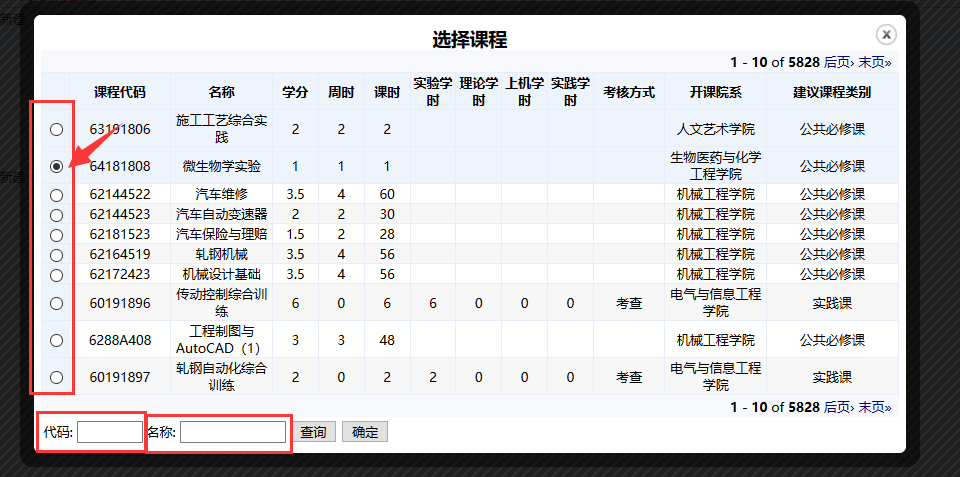 新建
选择课程
x
1 - 10 of 5828 后页› 末页»
课程代码 名称 学分 周时 课时 实验学时 理论学时 上机学时 实践学时 考核方式 开课院系 建议课程类别
63191806 施工工艺综合实践 2 2 2 人文艺术学院 公共必修课
64181808 微生物学实验 1 1 1 生物医药与化学工程学院 公共必修课
新建
62144522 汽车维修 3.5 4 60 机械工程学院 公共必修课
62144523 汽车自动变速器 2 2 30 机械工程学院 公共必修课
62181523 汽车保险与理赔 1.5 2 28 机械工程学院 公共必修课
62164519 轧钢机械 3.5 4 56 机械工程学院 公共必修课
62172423 机械设计基础 3.5 4 56 机械工程学院 公共必修课
60191896 传动控制综合训练 6 0 6 6 0 0 0 考查 电气与信息工程学院 实践课
6288A408 工程制图与AutoCAD（1） 3 3 48 机械工程学院 公共必修课
60191897 轧钢自动化综合训练 2 0 2 2 0 0 0 考查 电气与信息工程学院 实践课
1 - 10 of 5828 后页› 末页»
代码: 名称: 查询 确定